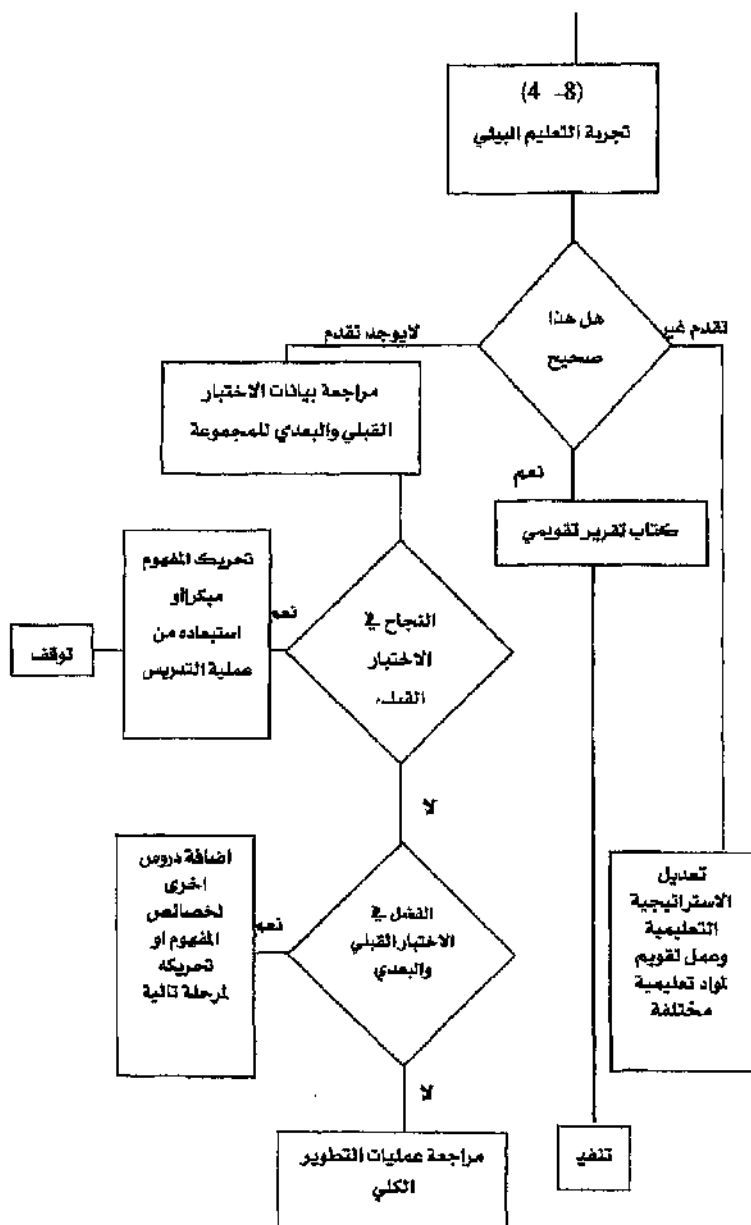 (8- 4)
تجربة التعليم البيئي
هل هذا
صحيح
تقدم غير
لايوجد تقدم
مراجعة بيانات الاختبار
القبلي والبعدي للمجموعة
نعم
كتاب تقرير تقويمي
النجاح في
الاختبار
القبلي
نعم
تحريك المفهوم
مبكرا أو
استبعاده من
عملية التدريس
توقف
لا
الفشل في
الاختبار القبلي
والبعدي
نعم
اضافة دروس
اخرى
لخصائص
المفهوم او
تحريكه
لمرحلة تالية
تعديل
الاستراتيجية
التعليمية
وعمل تقويم
لمواد تعليمية
مختلفة
لا
مراجعة عمليات التطوير
الكلي
تنفيذ